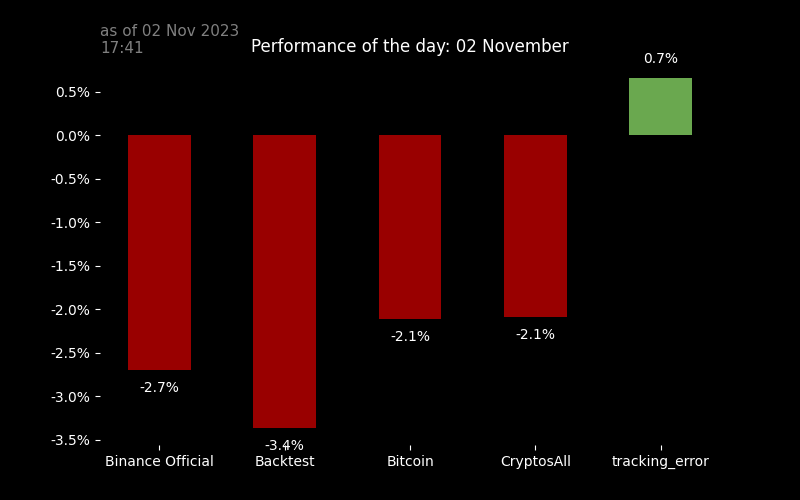 as of 02 Nov 2023
17:41
Performance of the day: 02 November
0.7%
0.5%
0.0%
-0.5%
-1.0%
-1.5%
-2.0%
-2.5%
-3.0%
-3.5%
-2.7%
-3.4%
-2.1%
-2.1%
Binance Official
Backtest
Bitcoin
CryptosAll
tracking_error